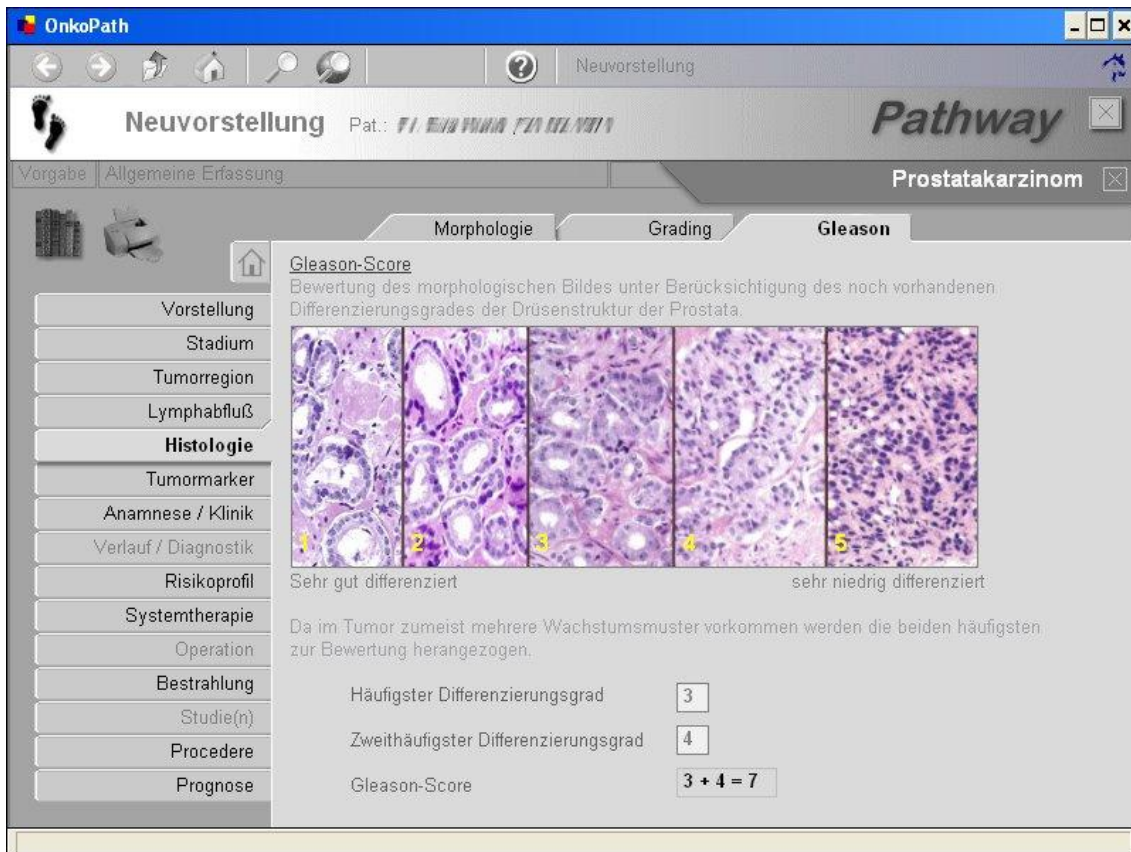 OnkoPath
Neuvorstellung
Neuvorstellung Pat.:
Pathway
Vorgabe Allgemeine Erfassung
Prostatakarzinom
Morphologie Grading Gleason
Gleason-Score
Bewertung des morphologischen Bildes unter Berücksichtigung des noch vorhandenen
Differenzierungsgrades der Drüsenstruktur der Prostata.
Vorstellung
Stadium
Tumorregion
Lymphabfluß
Histologie
Tumormarker
Anamnese / Klinik
Verlauf / Diagnostik
Risikoprofil
Systemtherapie
Operation
Bestrahlung
Studie(n)
Procedere
Prognose
1 2 3 4 5
Sehr gut differenziert sehr niedrig differenziert
Da im Tumor zumeist mehrere Wachstumsmuster vorkommen werden die beiden häufigsten
zur Bewertung herangezogen.
Häufigster Differenzierungsgrad 3
Zweithäufigster Differenzierungsgrad 4
Gleason-Score 3 + 4 = 7